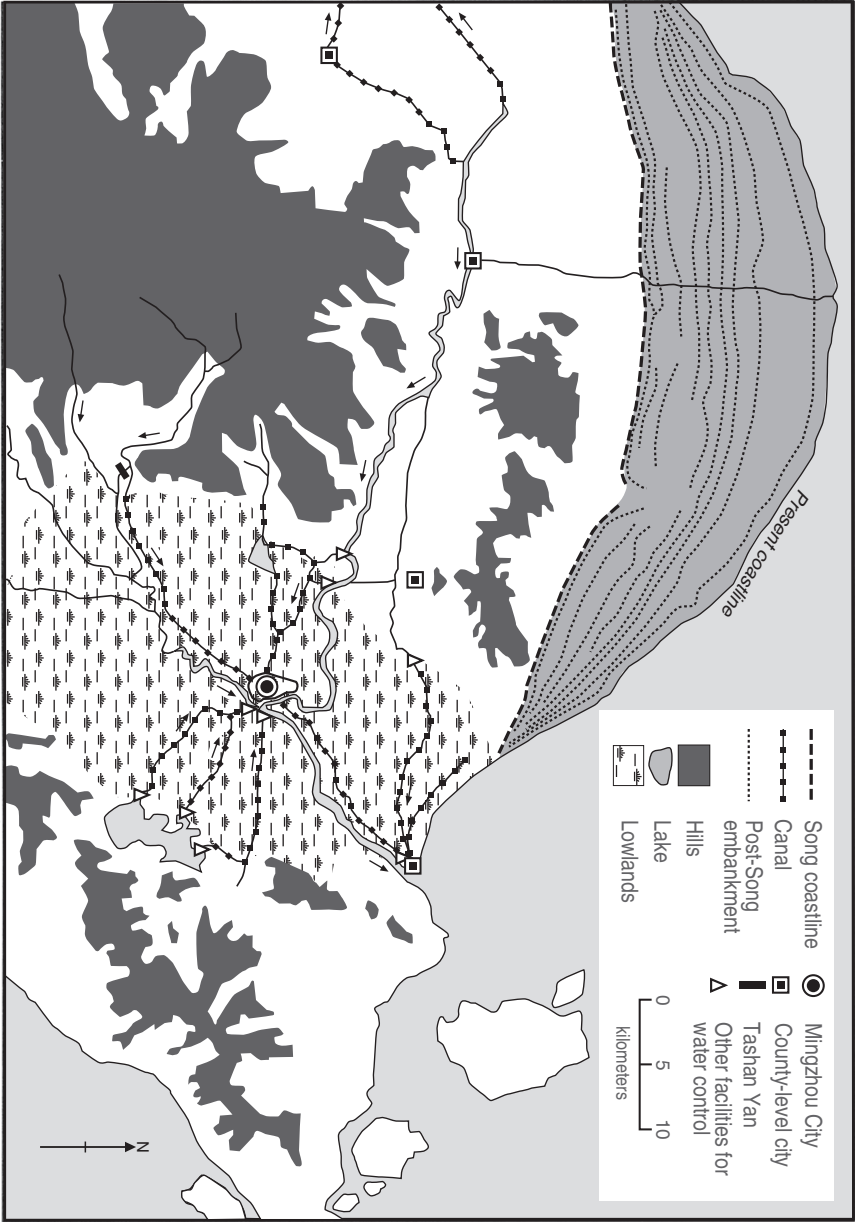 Present coastline
Song coastline
Canal
Post-Song
embankment
Hills
Lake
Lowlands
Mingzhou City
County-level city
Tashan Yan
Other facilities for
water control
0 5 10
kilometers
N